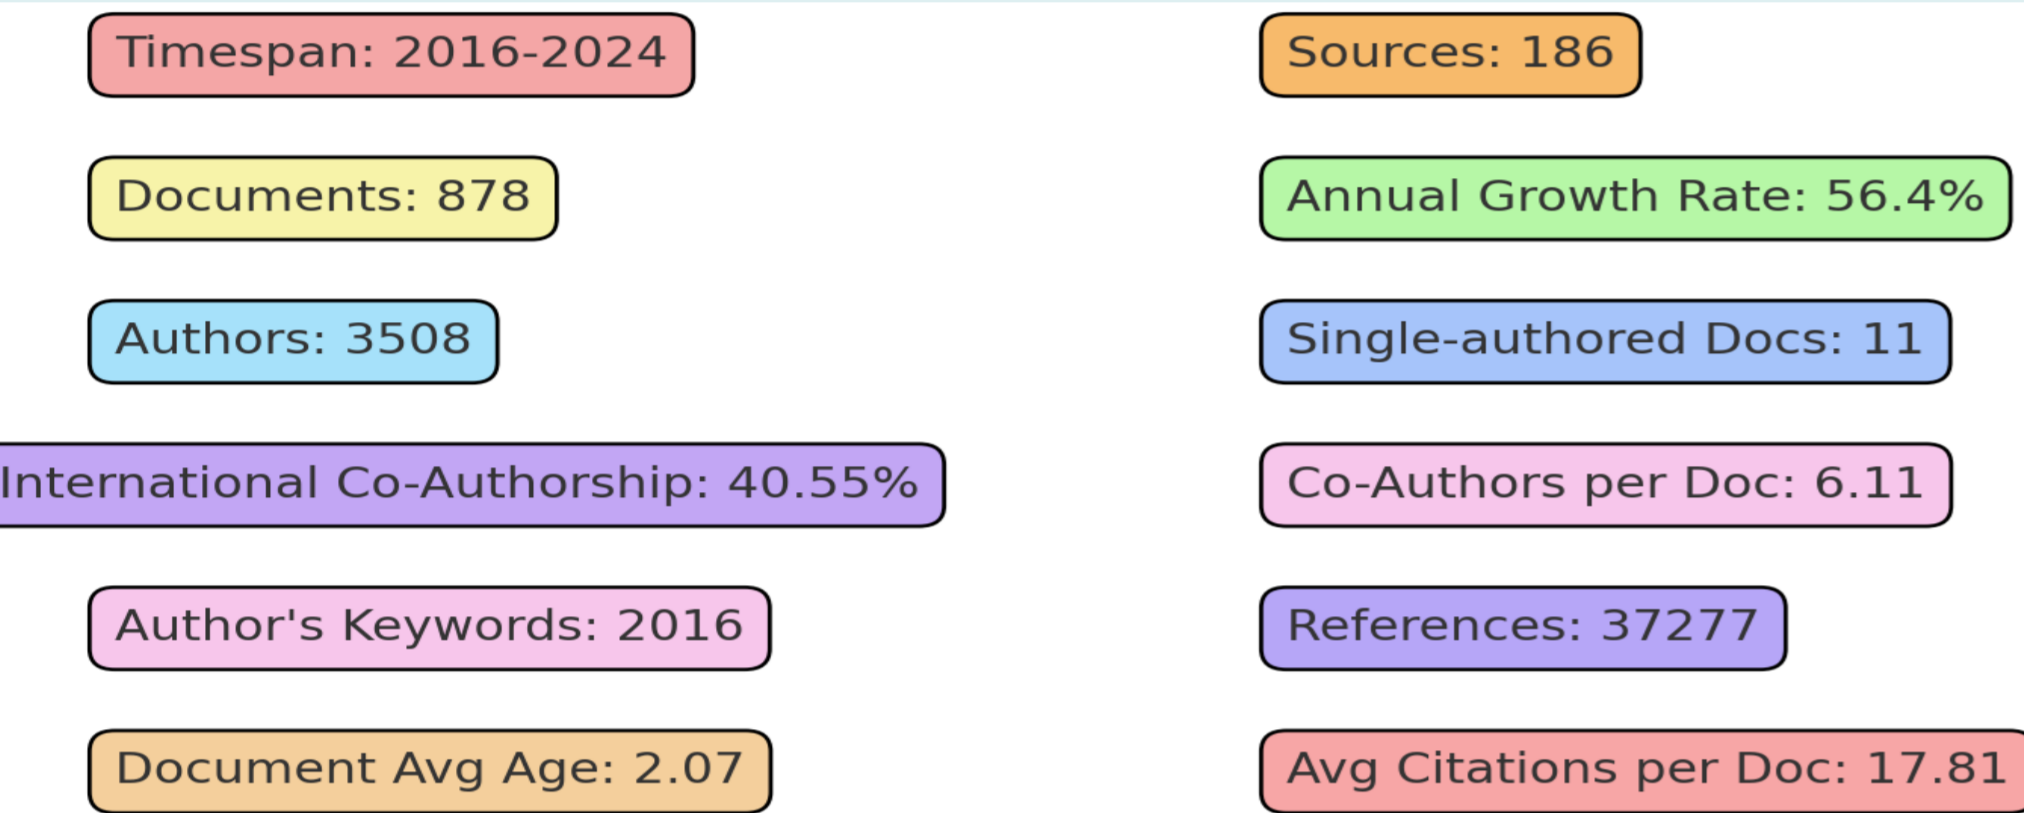 Timespan: 2016-2024
Sources: 186
Documents: 878
Annual Growth Rate: 56.4%
Authors: 3508
Single-authored Docs: 11
International Co-Authorship: 40.55%
Co-Authors per Doc: 6.11
Author's Keywords: 2016
References: 37277
Document Avg Age: 2.07
Avg Citations per Doc: 17.81